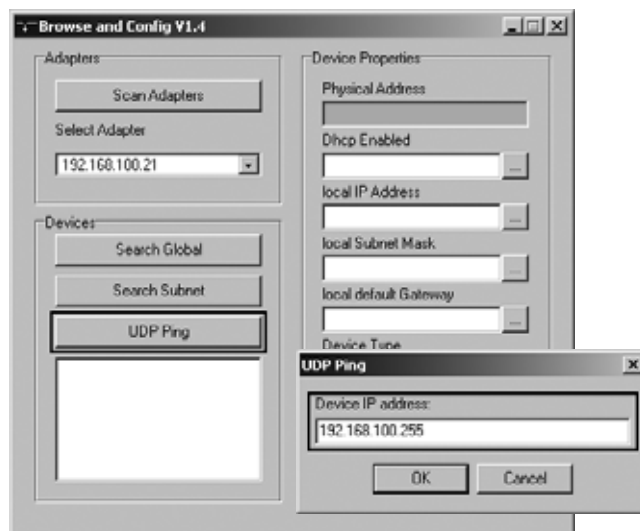 Browse and Config V1.4
Adapters
Scan Adapters
Select Adapter
192.168.100.21
Devices
Search Global
Search Subnet
UDP Ping
Device Properties
Physical Address
Dhcp Enabled
...
local IP Address
...
local Subnet Mask
...
local default Gateway
...
Device Type
UDP Ping
Device IP address:
192.168.100.255
OK
Cancel